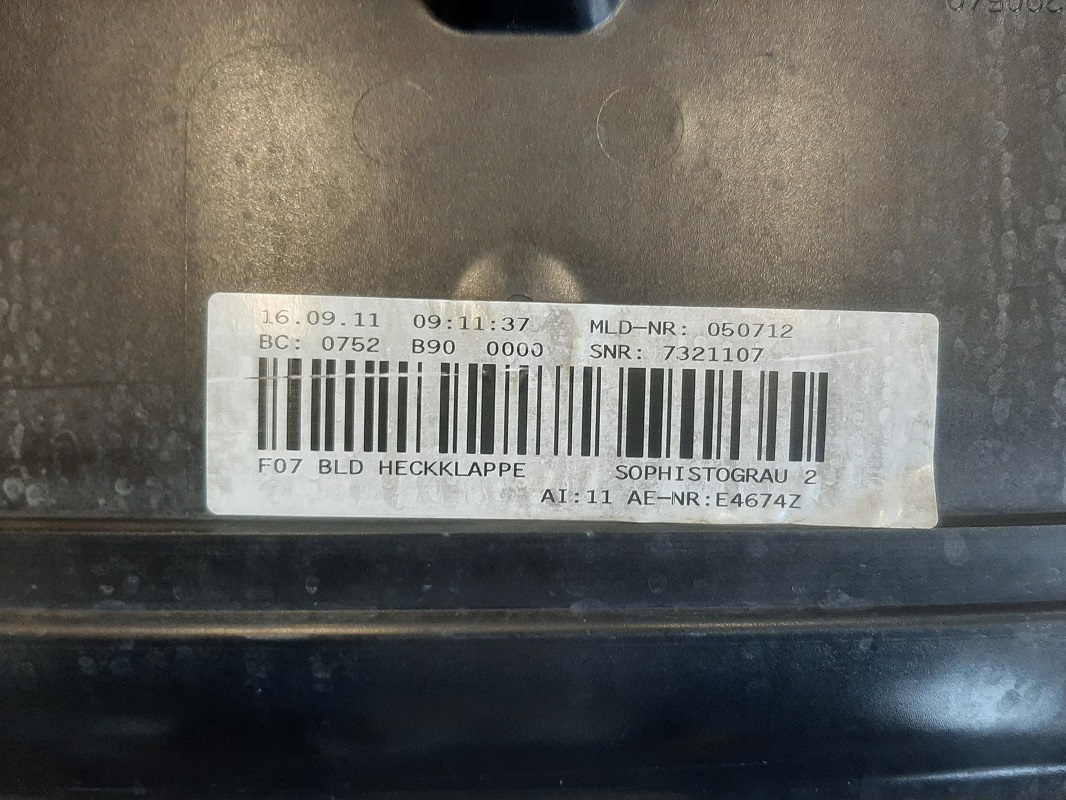 16.09.11 09:11:37 MLD-NR: 050712
BC: 0752 B90 0000 SNR: 7321107
F07 BLD HECKKLAPPE SOPHISTOGRAU 2
AI:11 AE-NR:E4674Z